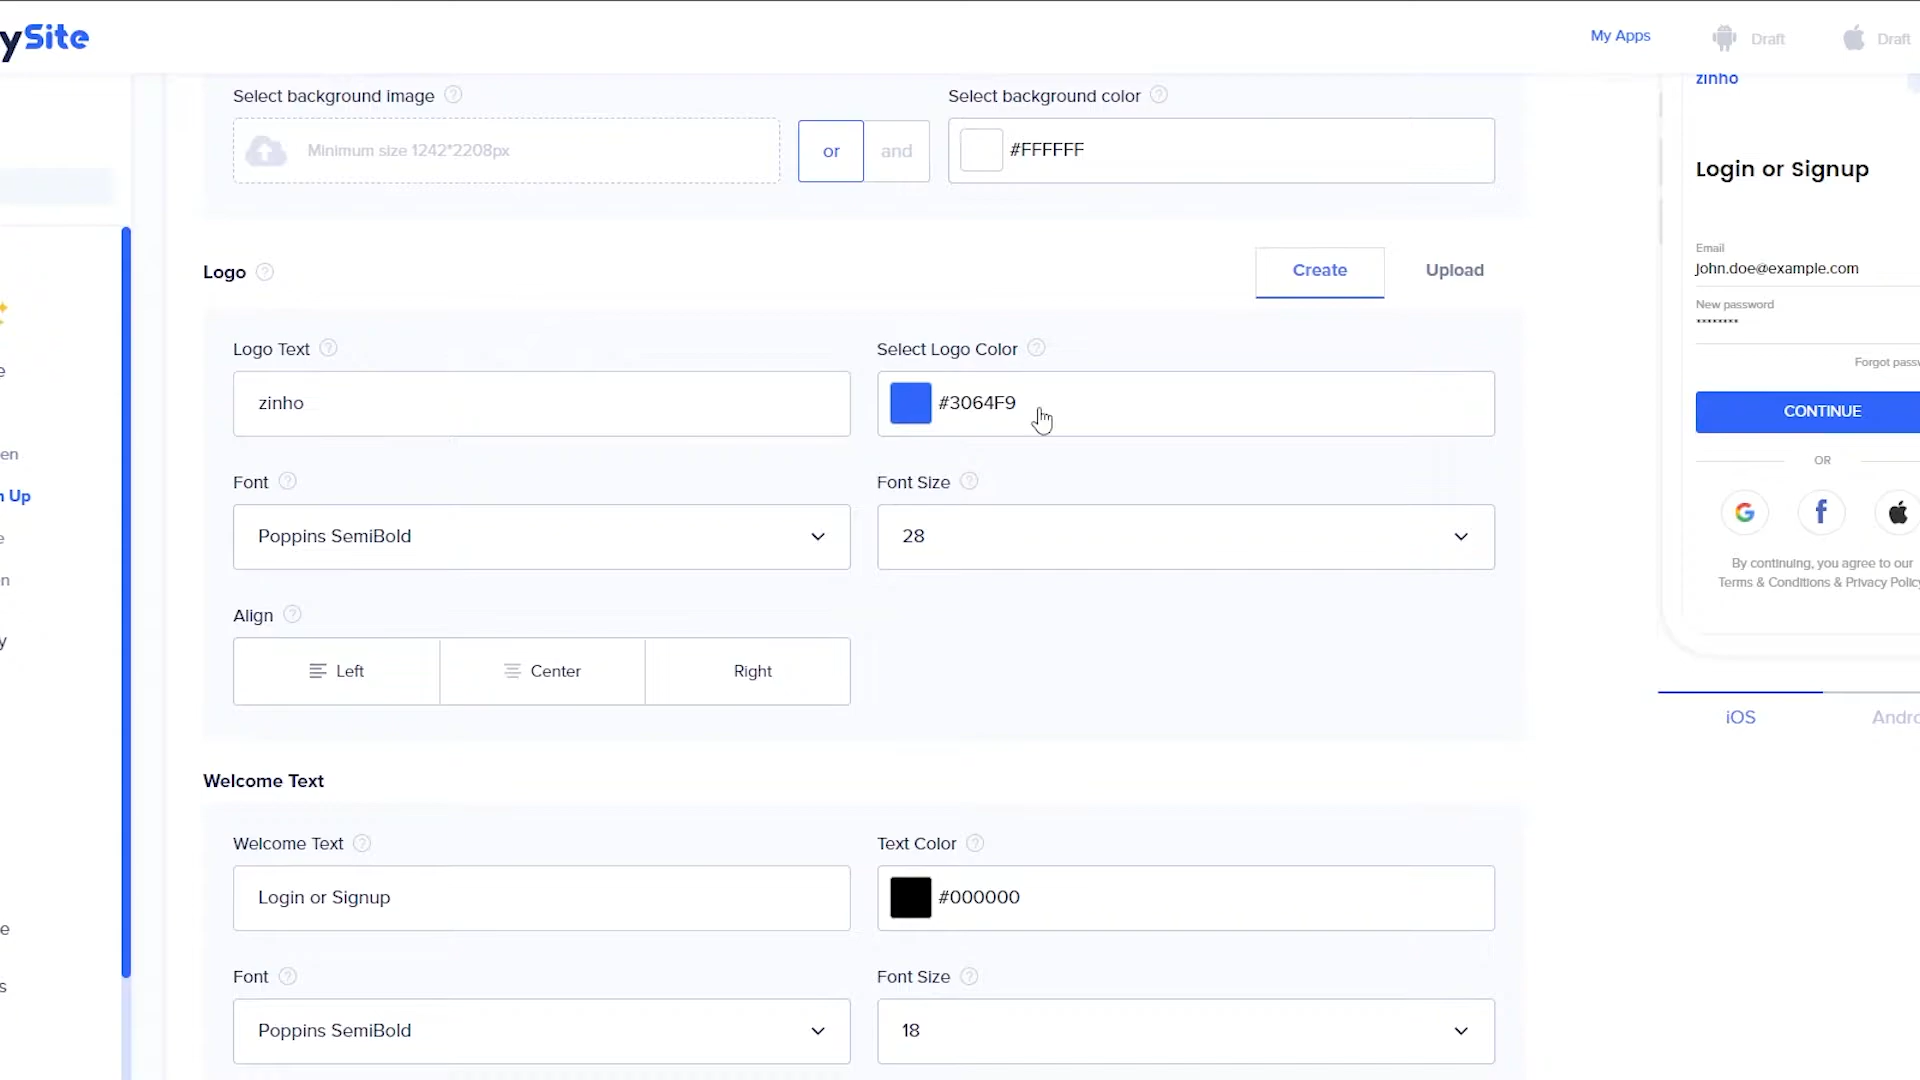 ySite
My Apps
Draft
Draft
Select background image
Minimum size 1242*2208px
or
and
Select background color
#FFFFFF
zinho
Login or Signup
Logo
Create
Upload
Email
john.doe@example.com
New password
********
Forgot passw
Logo Text
zinho
Select Logo Color
#3064F9
CONTINUE
OR
e
en
n Up
e
n
y
e
s
Font
Poppins SemiBold
Font Size
28
By continuing, you agree to our
Terms & Conditions & Privacy Policy
Align
Left
Center
Right
iOS
Andro
Welcome Text
Welcome Text
Login or Signup
Text Color
#000000
Font
Poppins SemiBold
Font Size
18